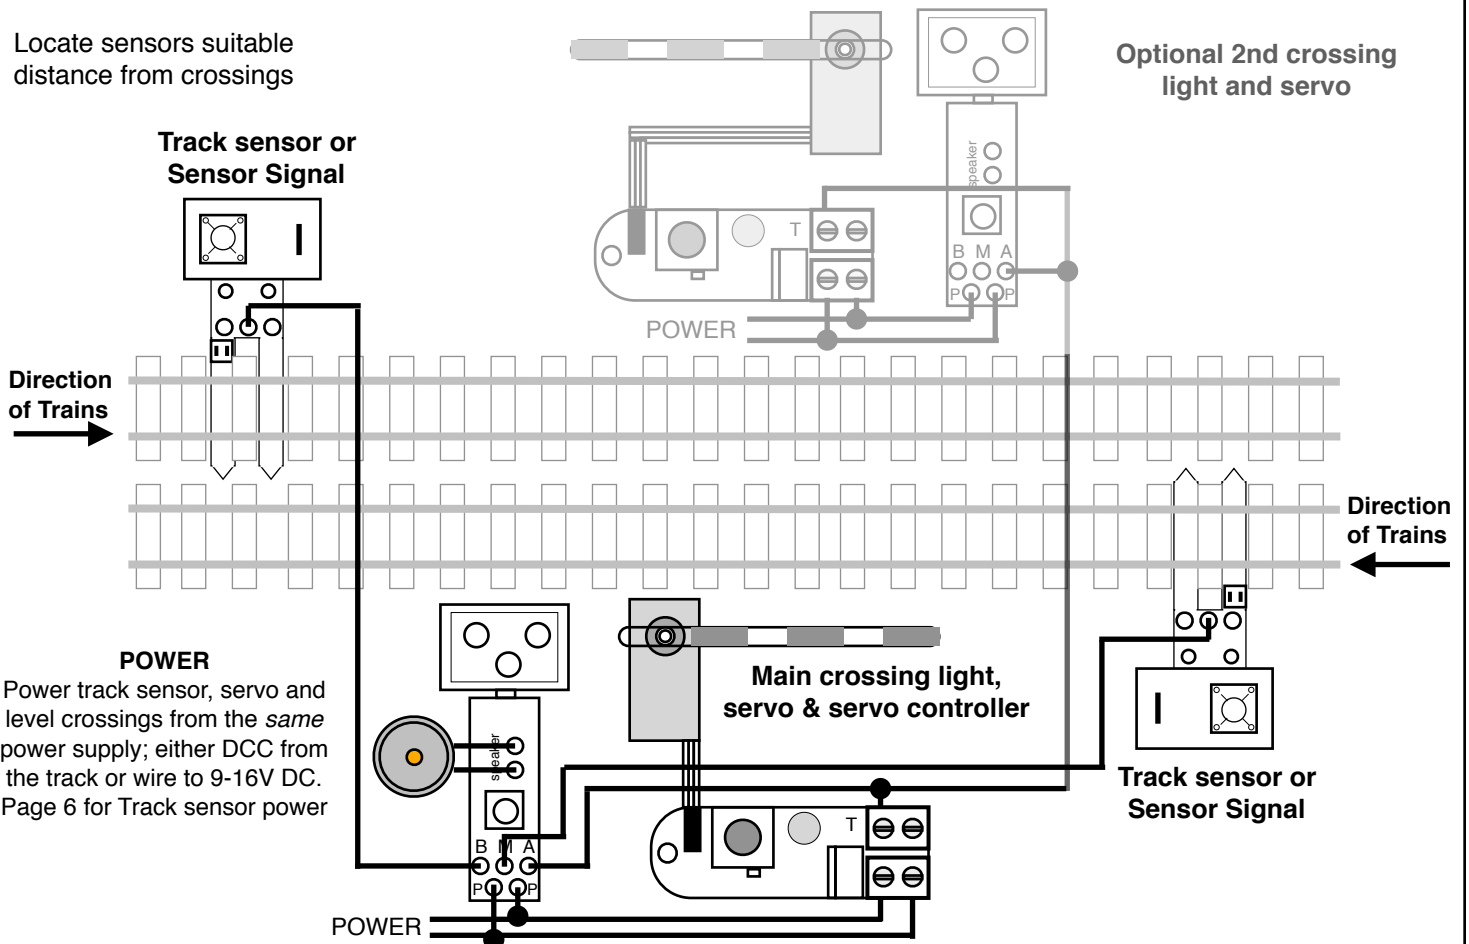 Locate sensors suitable
distance from crossings
Optional 2nd crossing
light and servo
Track sensor or
Sensor Signal
speaker
T
B M A
P P
POWER
Direction
of Trains
Direction
of Trains
POWER
Power track sensor, servo and
level crossings from the same
power supply; either DCC from
the track or wire to 9-16V DC.
Page 6 for Track sensor power
Main crossing light,
servo & servo controller
speaker
Track sensor or
Sensor Signal
T
B M A
P P
POWER